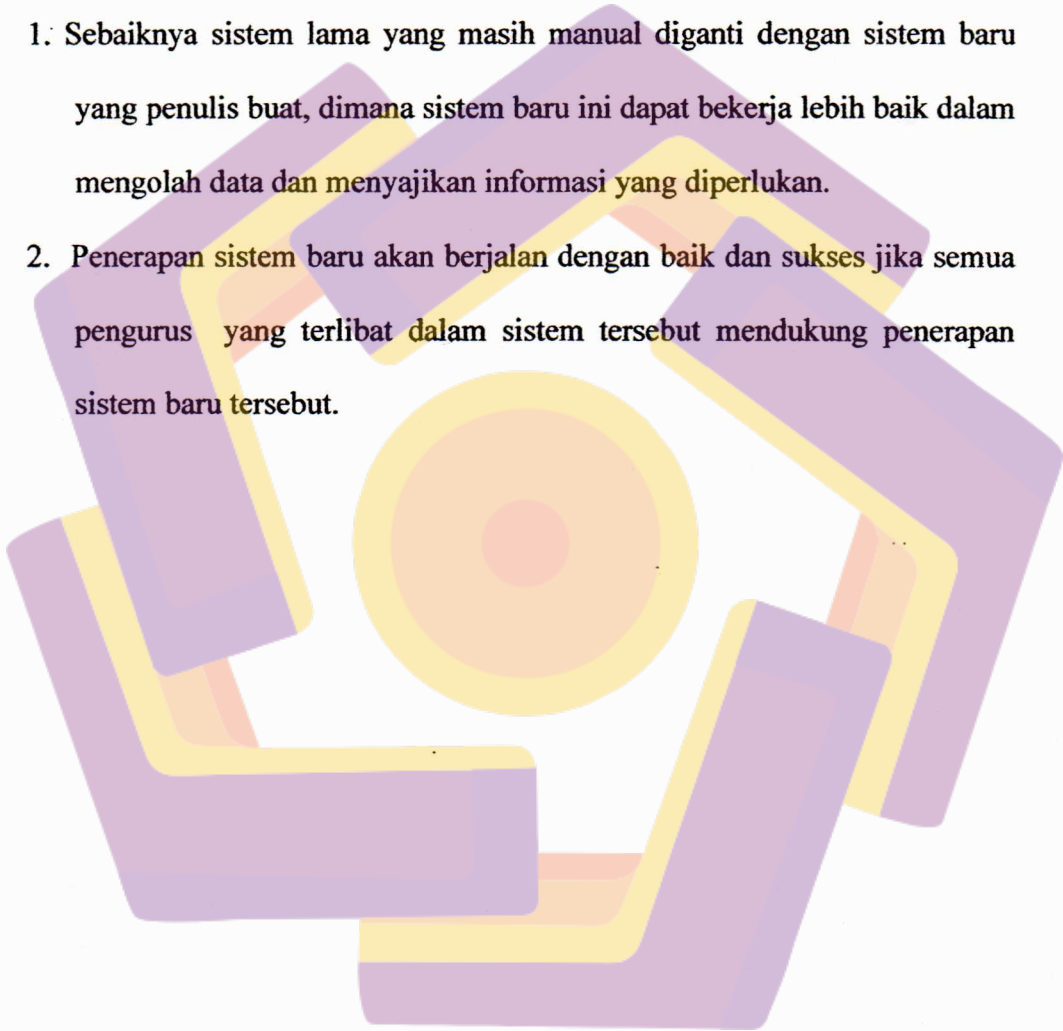 1. Sebaiknya sistem lama yang masih manual diganti dengan sistem baru
yang penulis buat, dimana sistem baru ini dapat bekerja lebih baik dalam
mengolah data dan menyajikan informasi yang diperlukan.
2. Penerapan sistem baru akan berjalan dengan baik dan sukses jika semua
pengurus yang terlibat dalam sistem tersebut mendukung penerapan
sistem baru tersebut.